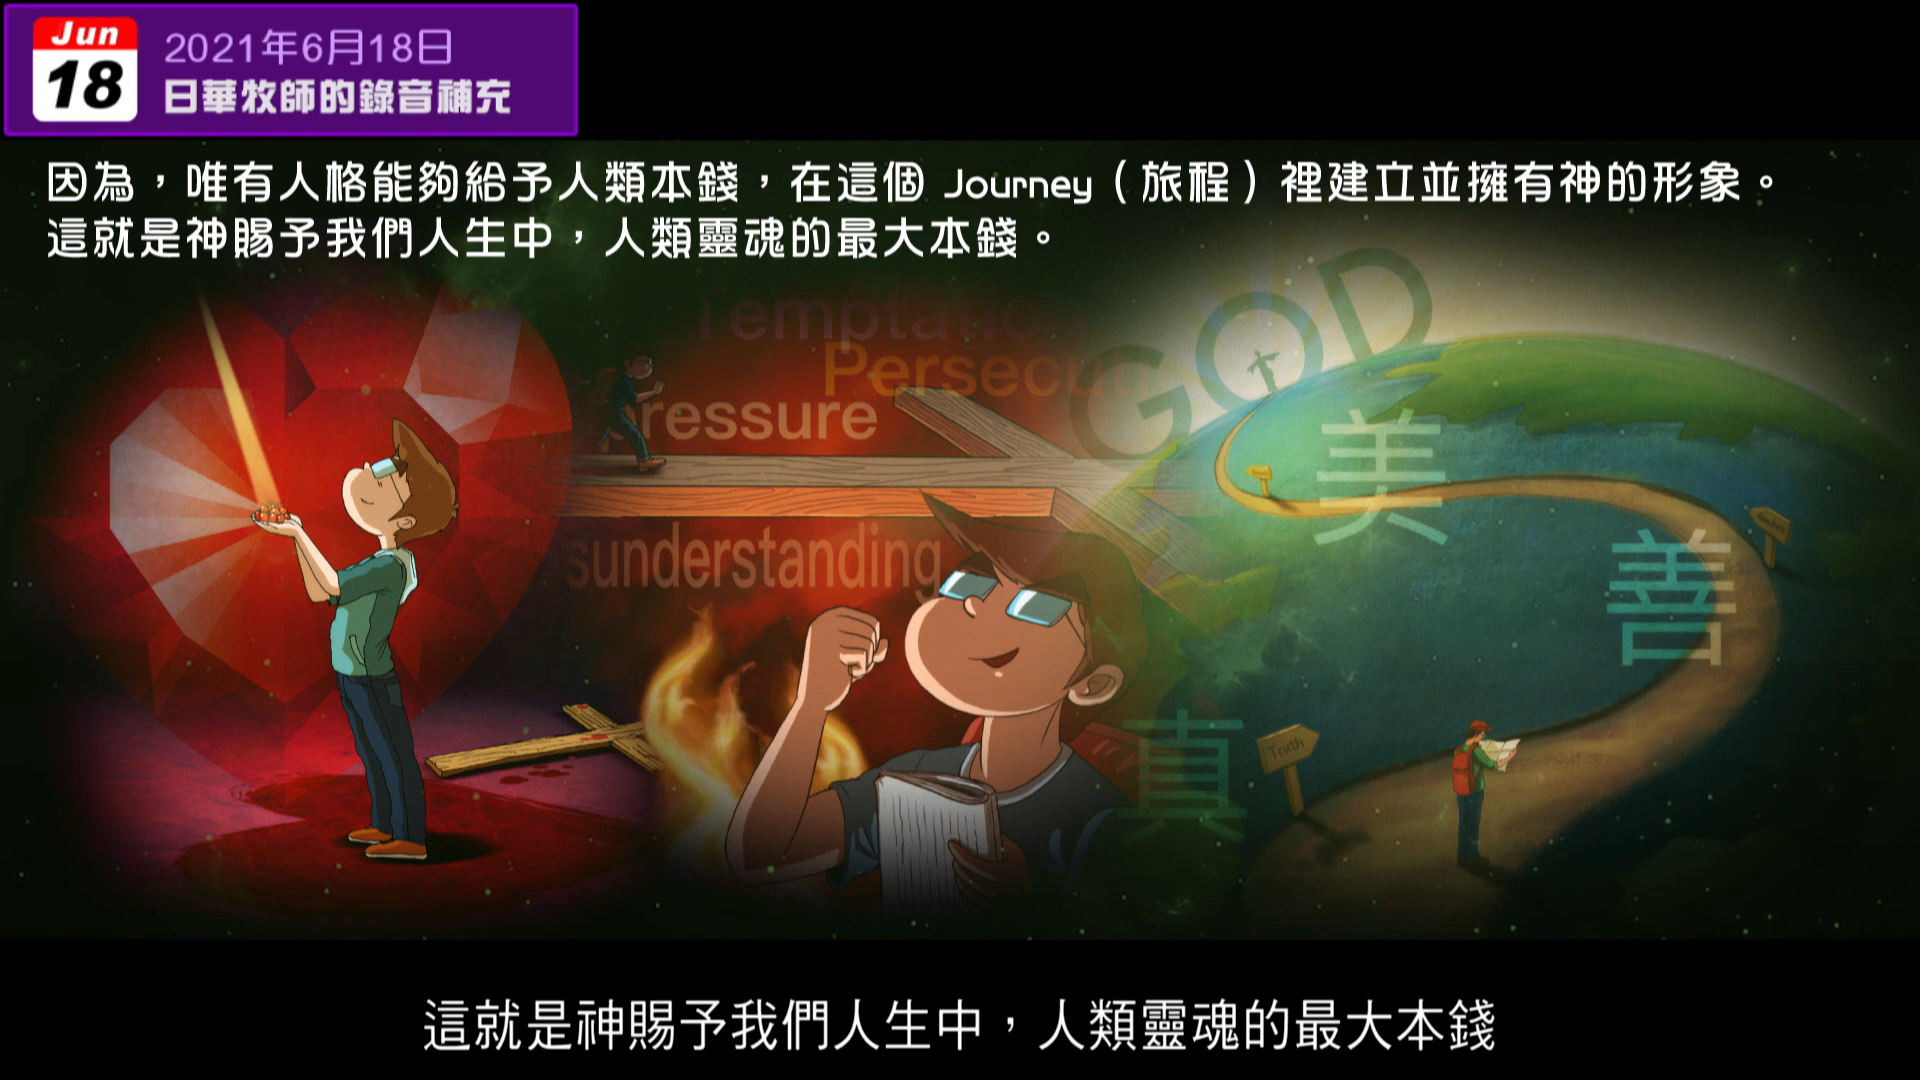 Jun
18
2021年6月18日
日華牧師的錄音補充
因為，唯有人格能夠給予人類本錢，在這個 Journey（旅程）裡建立並擁有神的形象。
這就是神賜予我們人生中，人類靈魂的最大本錢。
GOD
ressure
sunderstanding
美
善
真
Truth
這就是神賜予我們人生中，人類靈魂的最大本錢